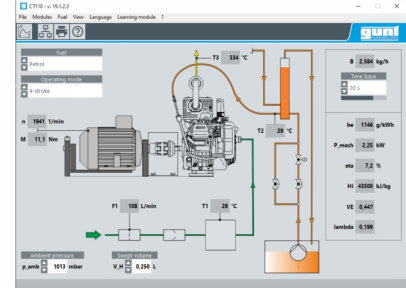 CT110 - v. 19.1.2.3
File Modules Fuel View Language Learning module ?
gunt
Fuel
Petrol
Operating mode
4-stroke
n 1941 1/min
M 11,1 Nm
T3 334 °C
T2 29 °C
F1 108 L/min
T1 29 °C
Ambient pressure
p_amb 1013 mbar
Swept volume
V_H 0,250 L
B 2,584 kg/h
Time base
20 s
be 1146 g/kWh
P_mech 2,25 kW
eta 7,2 %
Hi 43500 kJ/kg
VE 0,447
lambda 0,199